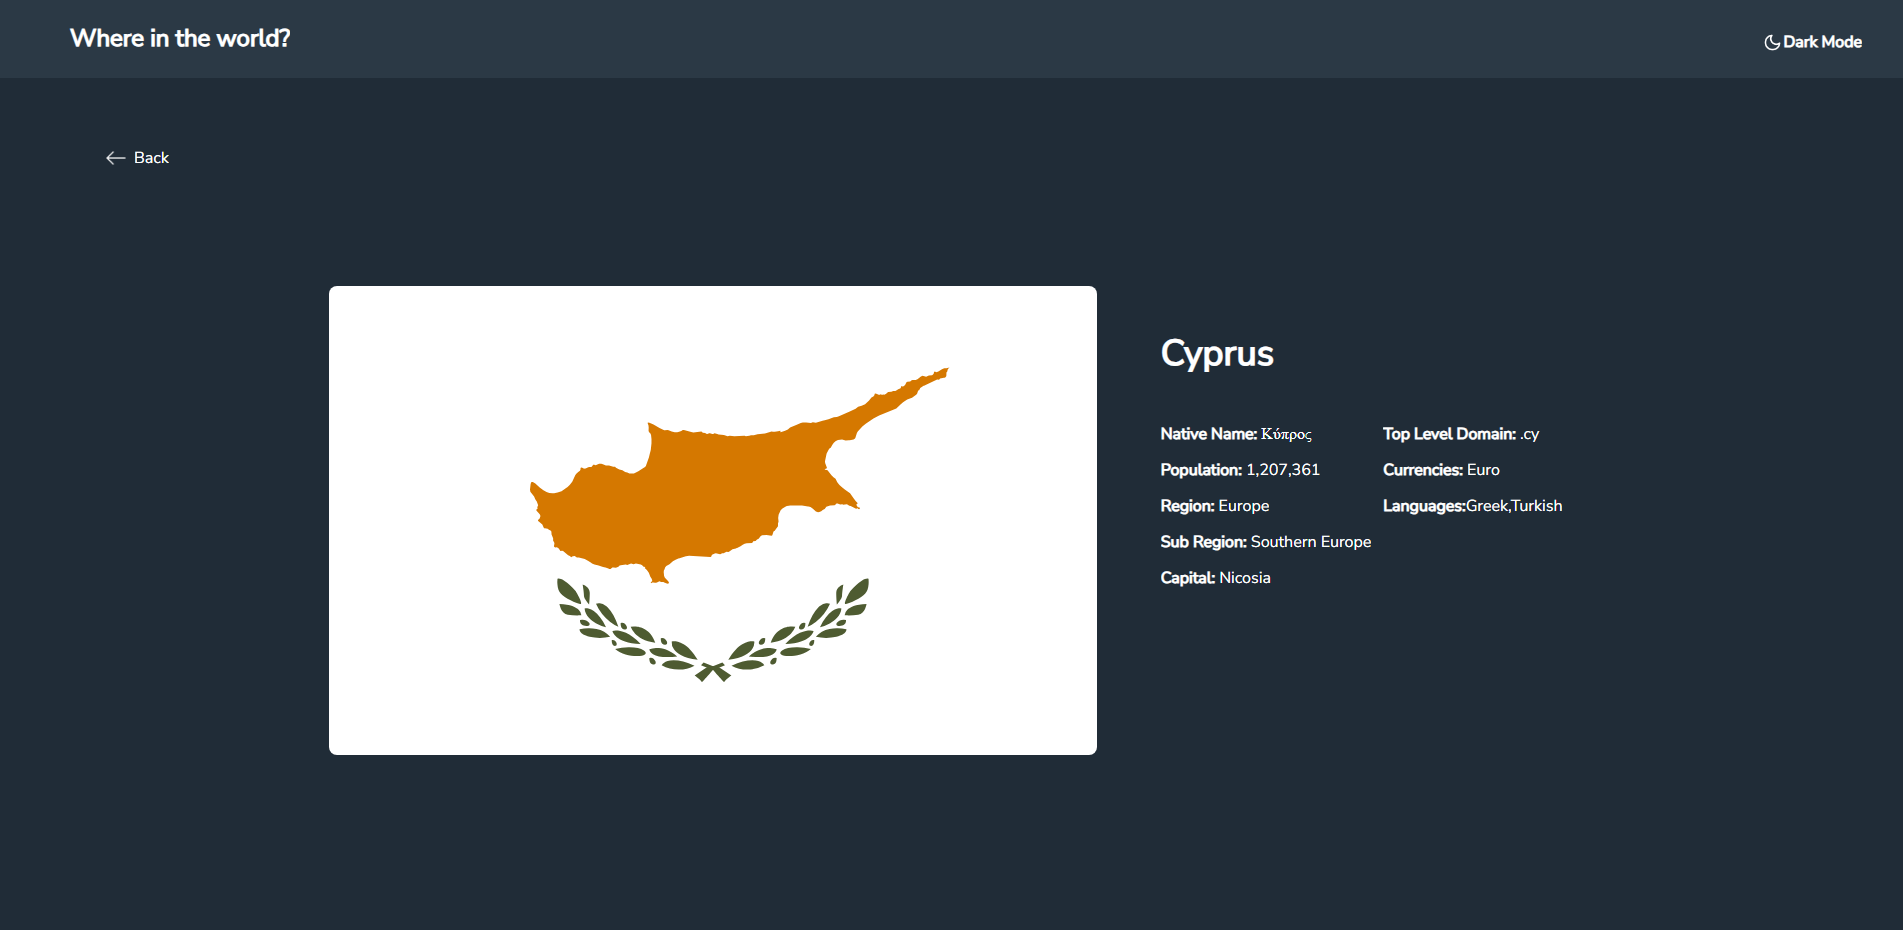 Where in the world?
Dark Mode
Back
Cyprus
Native Name: Κύπρος
Population: 1,207,361
Region: Europe
Sub Region: Southern Europe
Capital: Nicosia
Top Level Domain: .cy
Currencies: Euro
Languages:Greek,Turkish